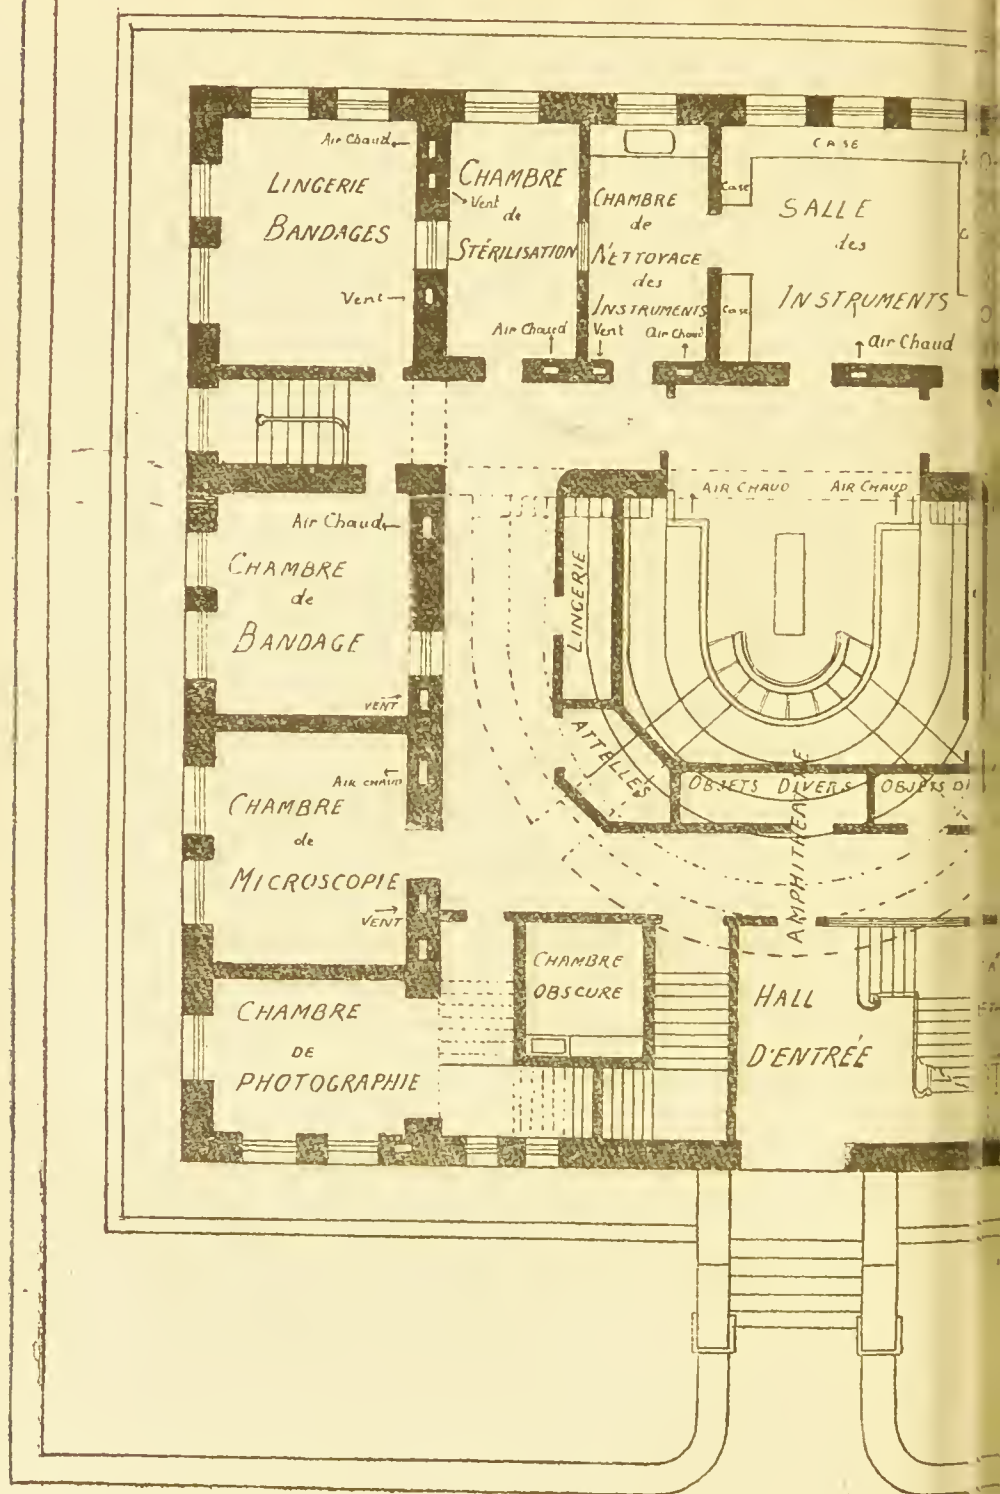 Air Chaud
LINGERIE
BANDAGES
Vent
CHAMBRE
Vent
de
STÉRILISATION
Air Chaud
CHAMBRE
de
NETTOYAGE
des
INSTRUMENTS
Vent
Air Chaud
CASE
Case
Case
SALLE
des
INSTRUMENTS
Air Chaud
Air Chaud
CHAMBRE
de
BANDAGE
VENT
LINGERIE
AIR CHAUD
AIR CHAUD
ATTELLES
OBJETS DIVERS
OBJETS DI
AMPHITHEATRE
AIR CHAUD
CHAMBRE
de
MICROSCOPIE
VENT
CHAMBRE
OBSCURE
HALL
D'ENTRÉE
CHAMBRE
DE
PHOTOGRAPHIE